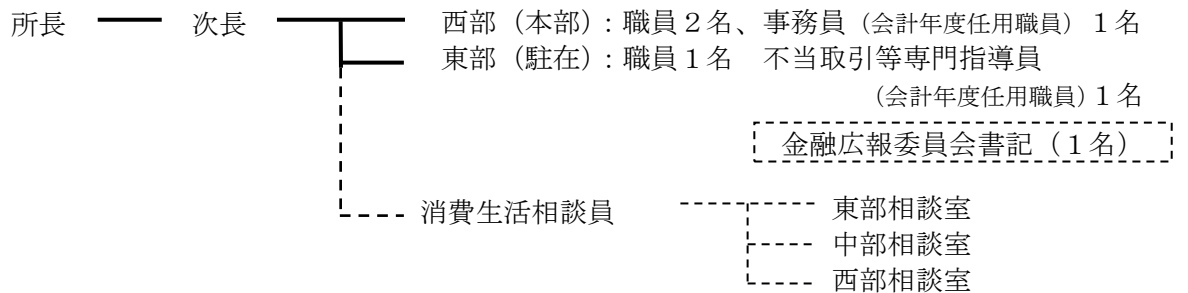 所長 次長 西部(本部):職員2名、事務員(会計年度任用職員)1名
東部(駐在):職員1名 不当取引等専門指導員
(会計年度任用職員)1名
金融広報委員会書記(1名)
消費生活相談員 東部相談室
中部相談室
西部相談室